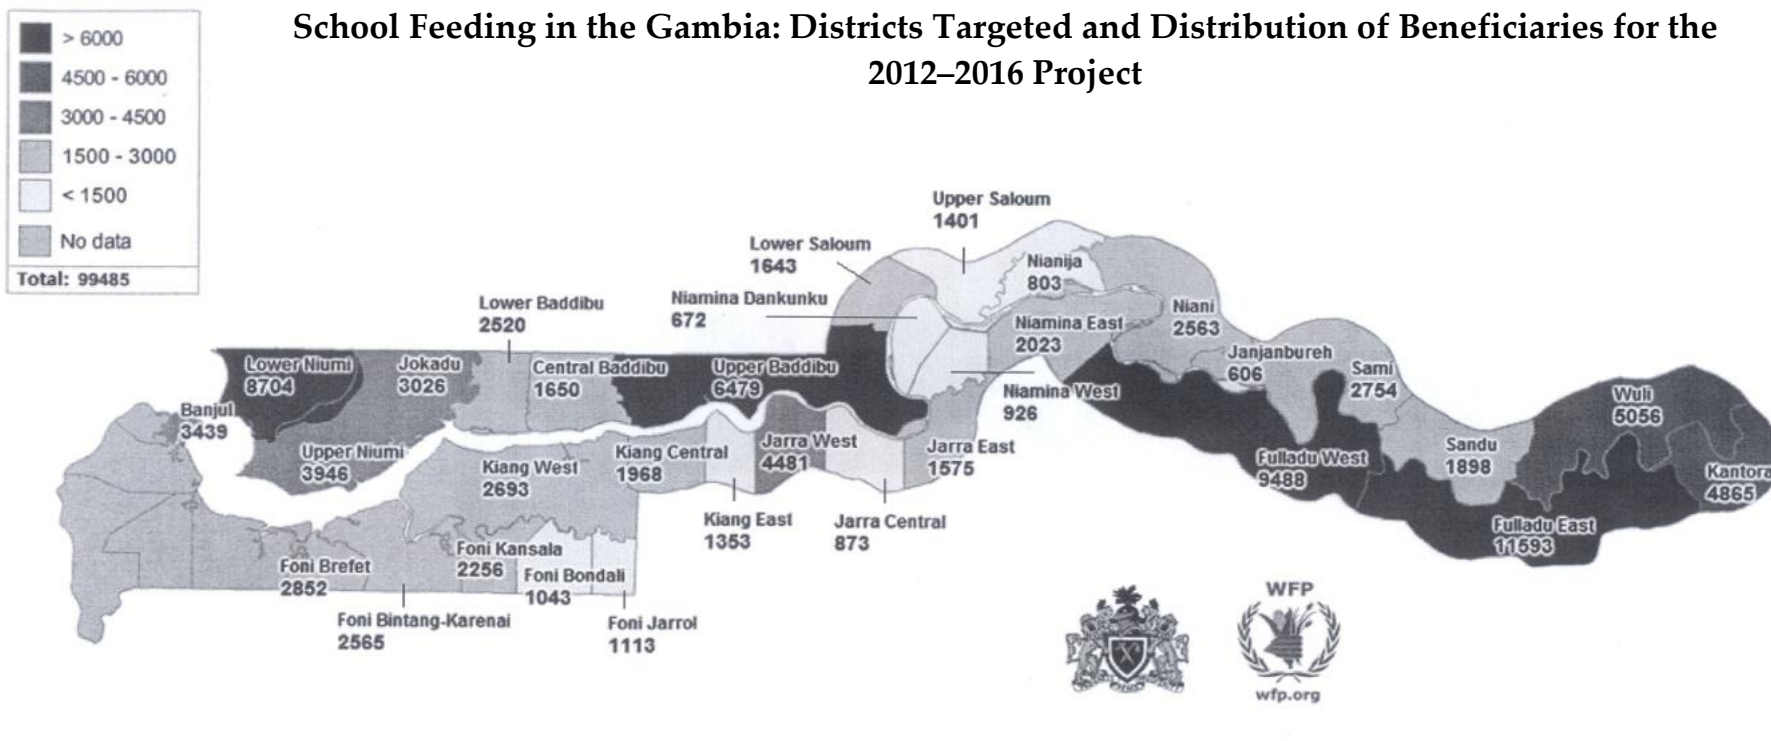 School Feeding in the Gambia: Districts Targeted and Distribution of Beneficiaries for the
2012–2016 Project
> 6000
4500 - 6000
3000 - 4500
1500 - 3000
< 1500
No data
Total: 99485
Upper Saloum
1401
Lower Saloum
1643
Nianija
803
Niamina Dankunku
672
Lower Baddibu
2520
Niamina East
2023
Niani
2563
Lower Niumi
8704
Jokadu
3026
Central Baddibu
1650
Upper Baddibu
6479
Janjanbureh
606
Sami
2754
Niamina West
926
Wuli
5056
Banjul
3439
Upper Niumi
3946
Kiang West
2693
Kiang Central
1968
Jarra West
4481
Jarra East
1575
Fulladu West
9488
Sandu
1898
Kantora
4865
Kiang East
1353
Jarra Central
873
Fulladu East
11593
Foni Brefet
2852
Foni Kansala
2256
Foni Bondali
1043
Foni Bintang-Karenai
2565
Foni Jarrol
1113
WFP
wfp.org